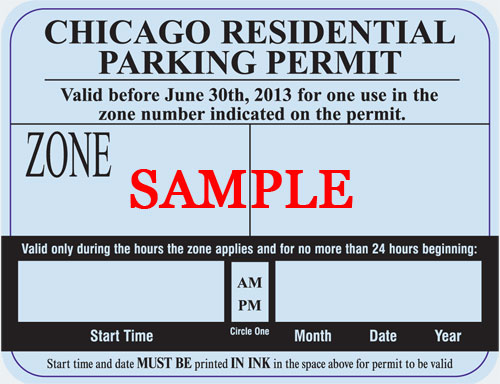 CHICAGO RESIDENTIAL
PARKING PERMIT
Valid before June 30th, 2013 for one use in the
zone number indicated on the permit.
ZONE
SAMPLE
Valid only during the hours the zone applies and for no more than 24 hours beginning:
AM
PM
Start Time Circle One Month Date Year
Start time and date MUST BE printed IN INK in the space above for permit to be valid